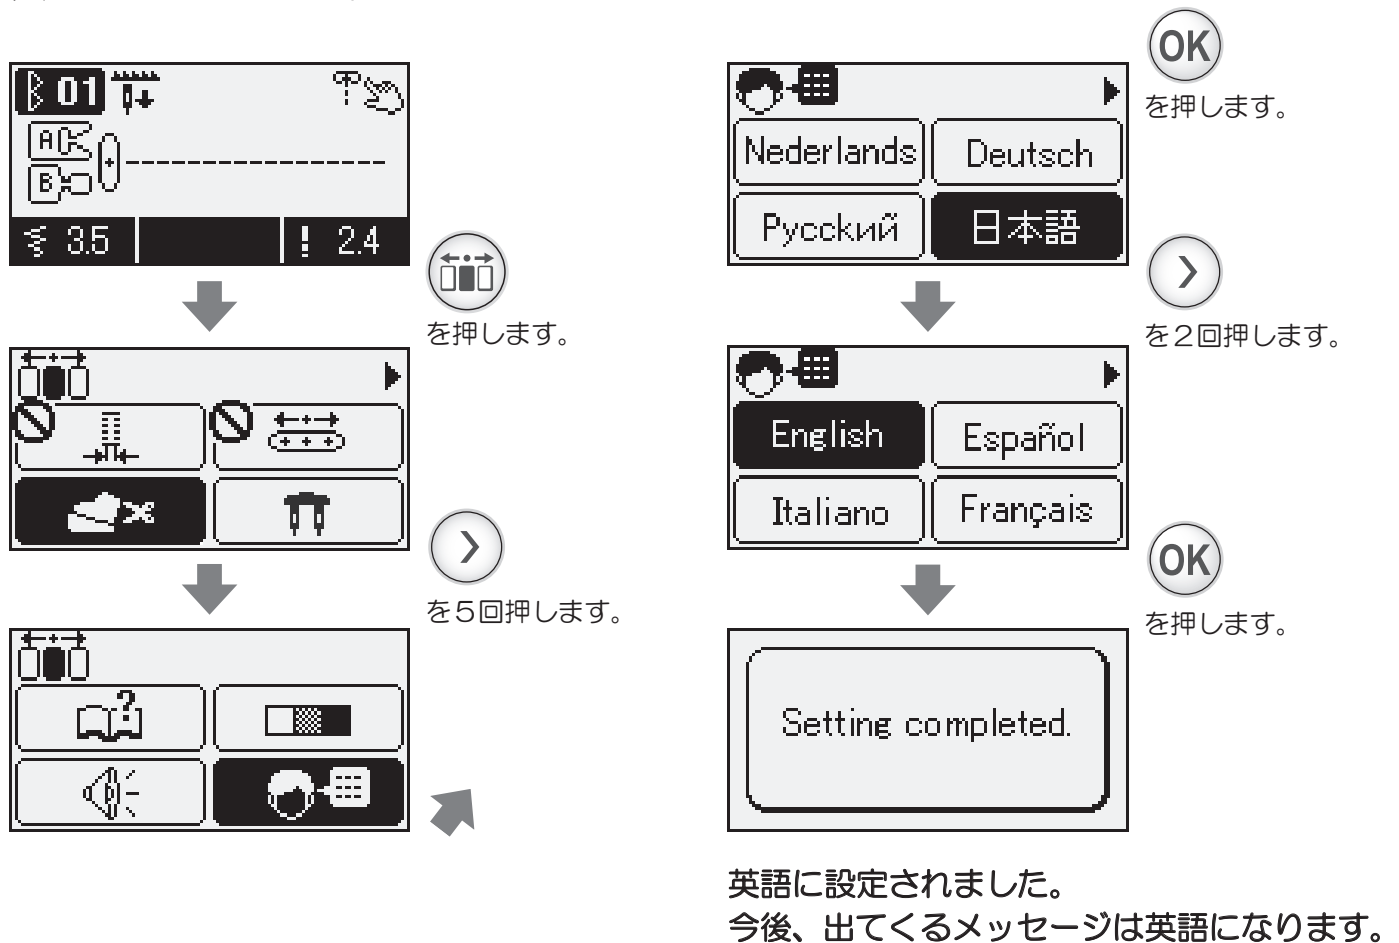 01
A
B
3.5
2.4
を押します。
を5回押します。
OK
を押します。
Nederlands
Deutsch
Русский
日本語
を2回押します。
English
Español
Italiano
Français
OK
を押します。
Setting completed.
英語に設定されました。
今後、出てくるメッセージは英語になります。